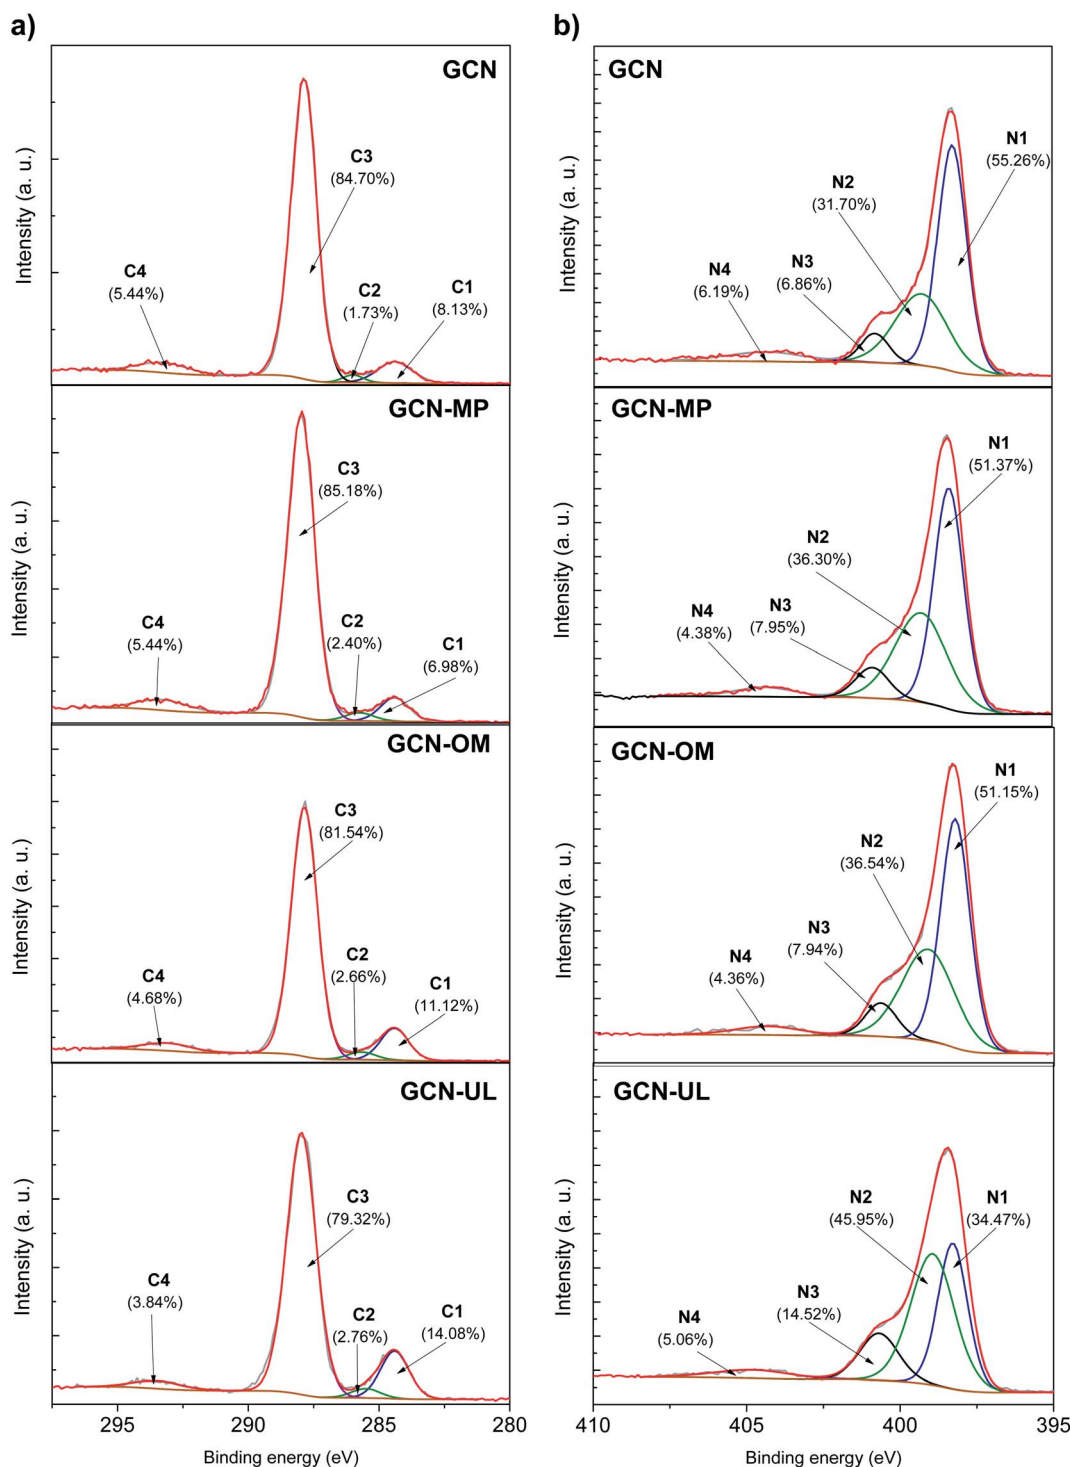 a)
GCN
C3
(84.70%)
C4
(5.44%)
C2
(1.73%)
C1
(8.13%)
Intensity (a. u.)
GCN-MP
C3
(85.18%)
C4
(5.44%)
C2
(2.40%)
C1
(6.98%)
Intensity (a. u.)
GCN-OM
C3
(81.54%)
C4
(4.68%)
C2
(2.66%)
C1
(11.12%)
Intensity (a. u.)
GCN-UL
C3
(79.32%)
C4
(3.84%)
C2
(2.76%)
C1
(14.08%)
Intensity (a. u.)
295 290 285 280
Binding energy (eV)
b)
GCN
N1
(55.26%)
N2
(31.70%)
N3
(6.86%)
N4
(6.19%)
Intensity (a. u.)
GCN-MP
N1
(51.37%)
N2
(36.30%)
N3
(7.95%)
N4
(4.38%)
Intensity (a. u.)
GCN-OM
N1
(51.15%)
N2
(36.54%)
N3
(7.94%)
N4
(4.36%)
Intensity (a. u.)
GCN-UL
N2
(45.95%)
N1
(34.47%)
N3
(14.52%)
N4
(5.06%)
Intensity (a. u.)
410 405 400 395
Binding energy (eV)